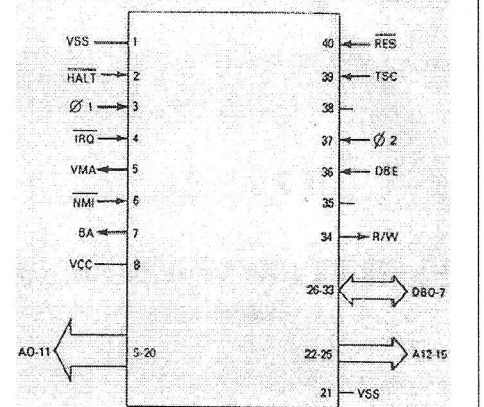 VSS 1
HALT 2
Ø 1 3
IRQ 4
VMA 5
NMI 6
BA 7
VCC 8
A0-11 9-20
40 RES
39 TSC
38
37 Ø 2
36 DBE
35
34 R/W
26-33 DB0-7
22-25 A12-15
21 VSS